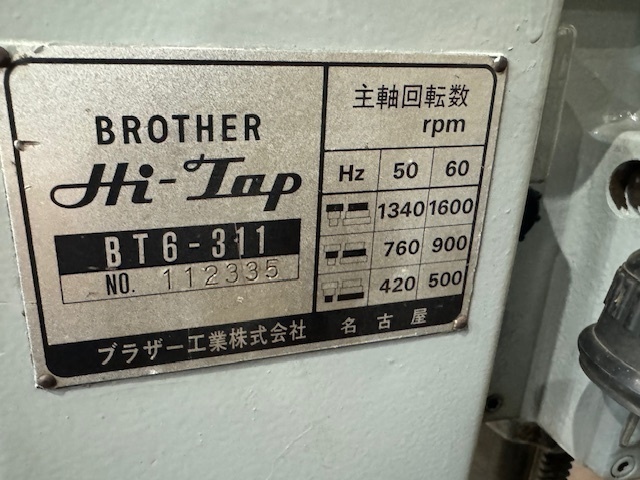 BROTHER
Hi-Tap
BT6-311
NO. 112335
主軸回転数
rpm
Hz 50 60
1340 1600
760 900
420 500
ブラザー工業株式会社 名古屋